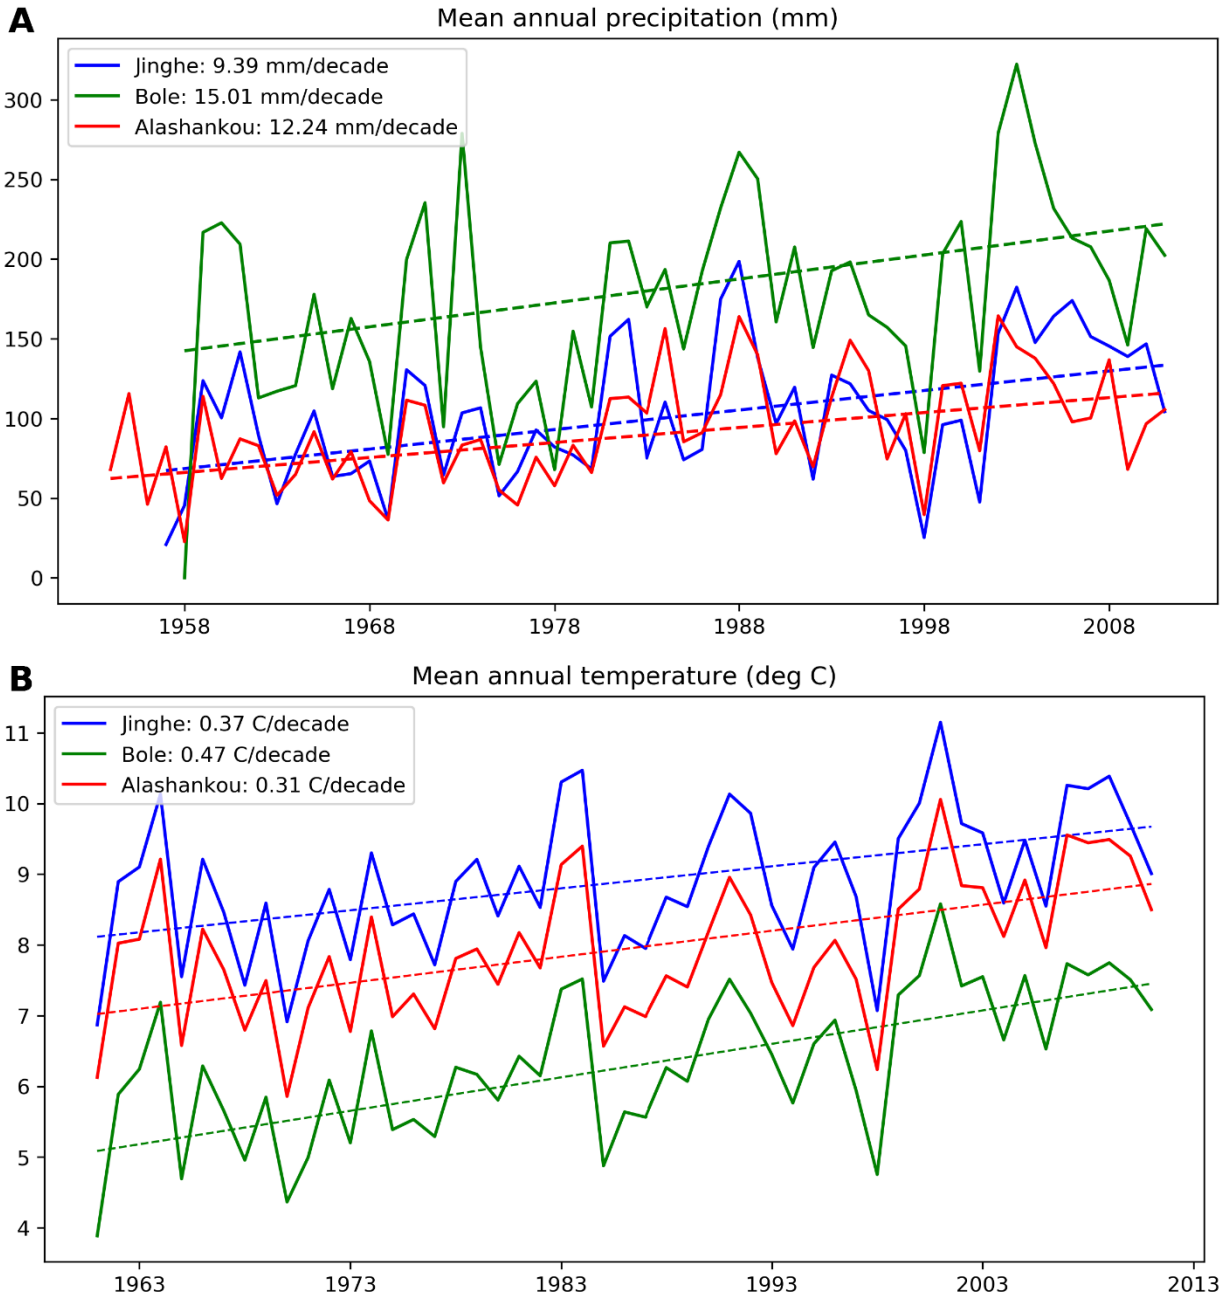 A
Mean annual precipitation (mm)
Jinghe: 9.39 mm/decade
Bole: 15.01 mm/decade
Alashankou: 12.24 mm/decade
300
250
200
150
100
50
0
1958 1968 1978 1988 1998 2008
B
Mean annual temperature (deg C)
Jinghe: 0.37 C/decade
Bole: 0.47 C/decade
Alashankou: 0.31 C/decade
11
10
9
8
7
6
5
4
1963 1973 1983 1993 2003 2013